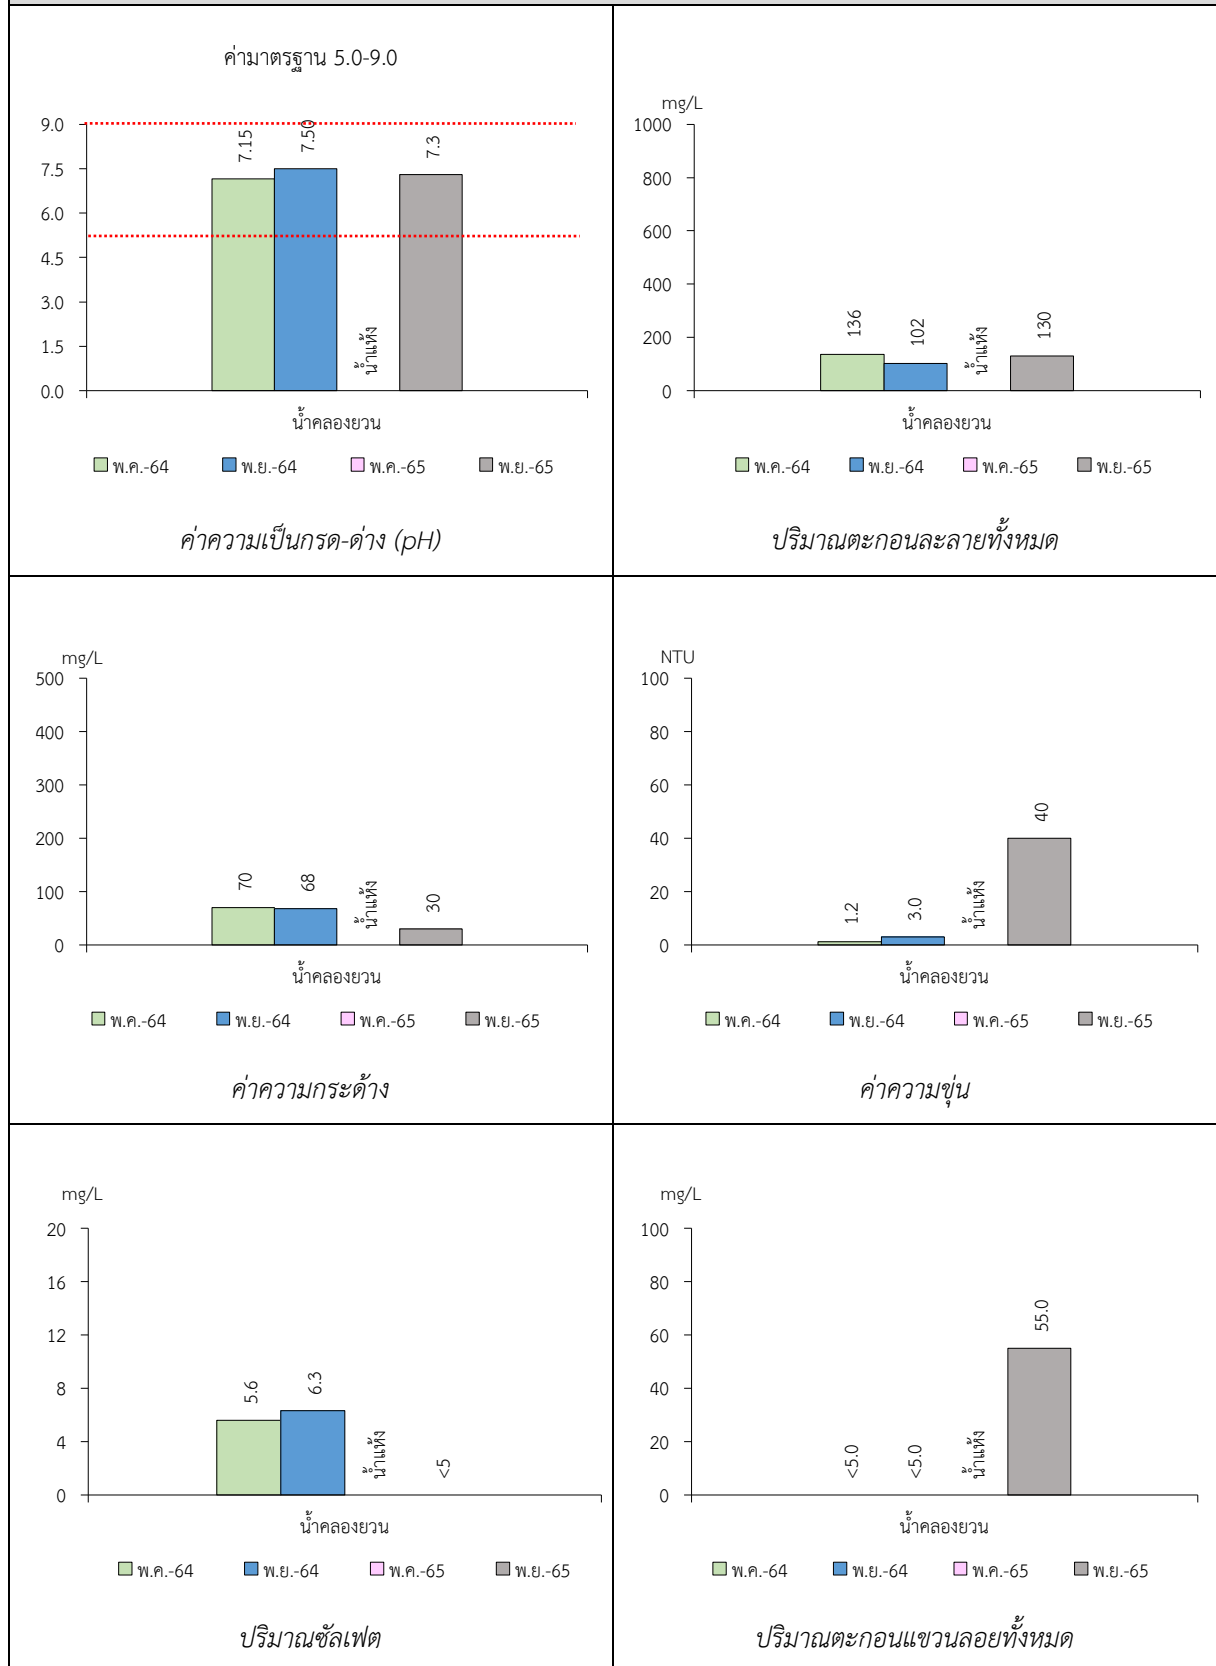 ค่ามาตรฐาน 5.0-9.0
9.0
7.5
6.0
4.5
3.0
1.5
0.0
7.15
7.50
น้ำแห้ง
7.3
น้ำคลองยวน
พ.ค.-64 พ.ย.-64 พ.ค.-65 พ.ย.-65
ค่าความเป็นกรด-ด่าง (pH)
mg/L
1000
800
600
400
200
0
136
102
น้ำแห้ง
130
น้ำคลองยวน
พ.ค.-64 พ.ย.-64 พ.ค.-65 พ.ย.-65
ปริมาณตะกอนละลายทั้งหมด
mg/L
500
400
300
200
100
0
70
68
น้ำแห้ง
30
น้ำคลองยวน
พ.ค.-64 พ.ย.-64 พ.ค.-65 พ.ย.-65
ค่าความกระด้าง
NTU
100
80
60
40
20
0
1.2
3.0
น้ำแห้ง
40
น้ำคลองยวน
พ.ค.-64 พ.ย.-64 พ.ค.-65 พ.ย.-65
ค่าความขุ่น
mg/L
20
16
12
8
4
0
5.6
6.3
น้ำแห้ง
<5
น้ำคลองยวน
พ.ค.-64 พ.ย.-64 พ.ค.-65 พ.ย.-65
ปริมาณซัลเฟต
mg/L
100
80
60
40
20
0
<5.0
<5.0
น้ำแห้ง
55.0
น้ำคลองยวน
พ.ค.-64 พ.ย.-64 พ.ค.-65 พ.ย.-65
ปริมาณตะกอนแขวนลอยทั้งหมด